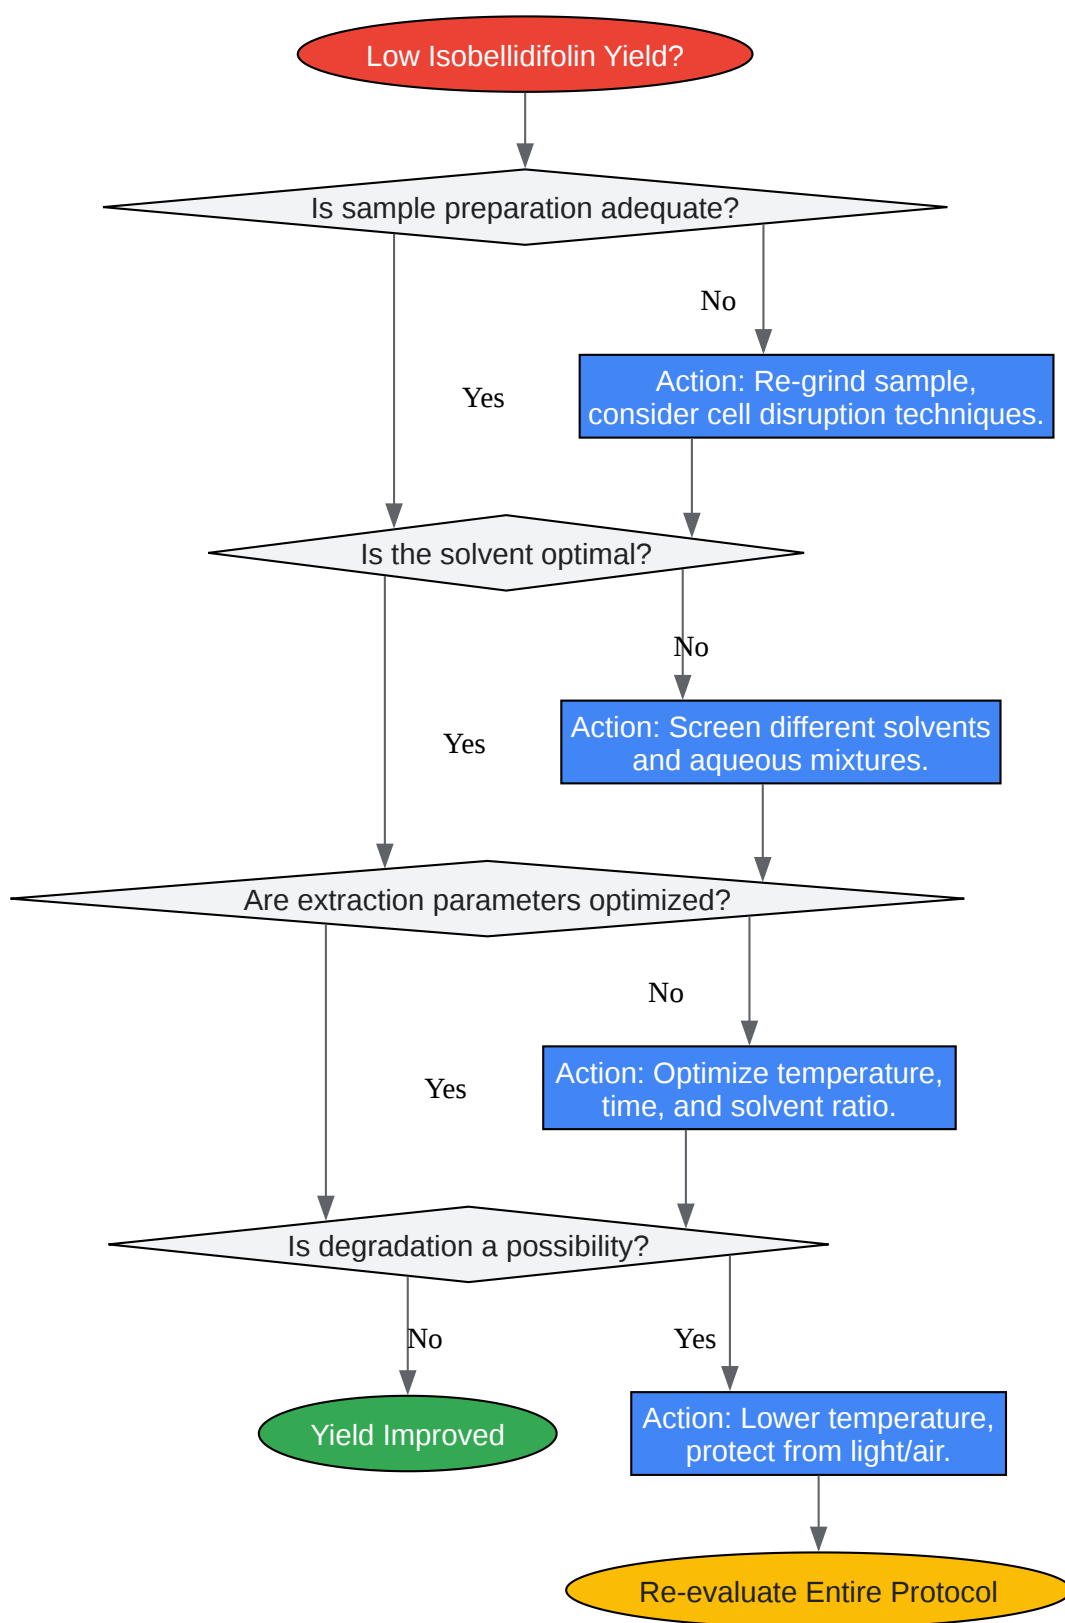 Low Isobellidifolin Yield?
Is sample preparation adequate?
No
Action: Re-grind sample,
consider cell disruption techniques.
Yes
Is the solvent optimal?
No
Action: Screen different solvents
and aqueous mixtures.
Yes
Are extraction parameters optimized?
No
Action: Optimize temperature,
time, and solvent ratio.
Yes
Is degradation a possibility?
No
Yes
Yield Improved
Action: Lower temperature,
protect from light/air.
Re-evaluate Entire Protocol